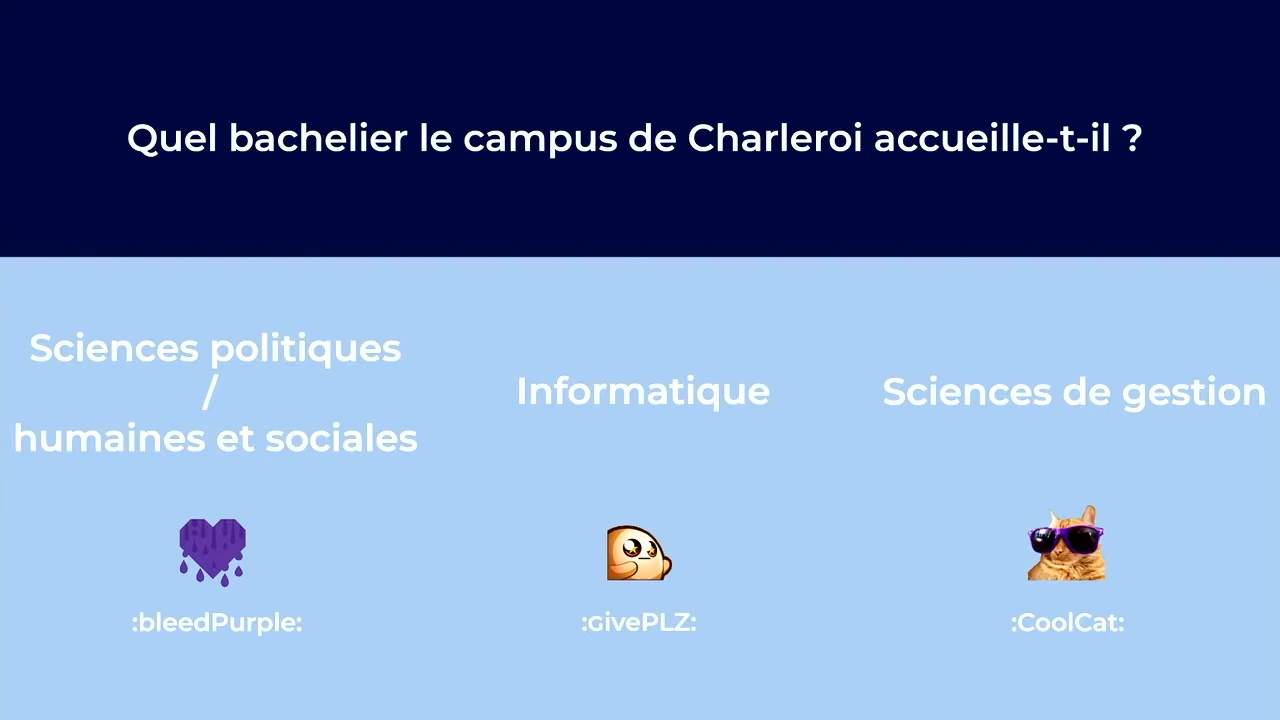 Quel bachelier le campus de Charleroi accueille-t-il ?
Sciences politiques
/
humaines et sociales
Informatique
Sciences de gestion
:bleedPurple:
:GivePLZ:
:CoolCat: